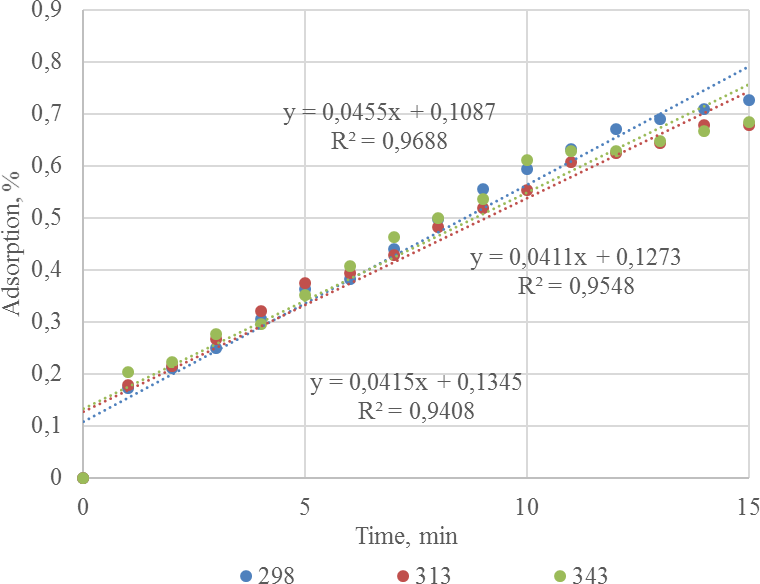 0,9
0,8
0,7
0,6
0,5
0,4
0,3
0,2
0,1
0
Adsorption, %
y = 0,0455x + 0,1087
R² = 0,9688
y = 0,0411x + 0,1273
R² = 0,9548
y = 0,0415x + 0,1345
R² = 0,9408
0 5 10 15
Time, min
298 313 343